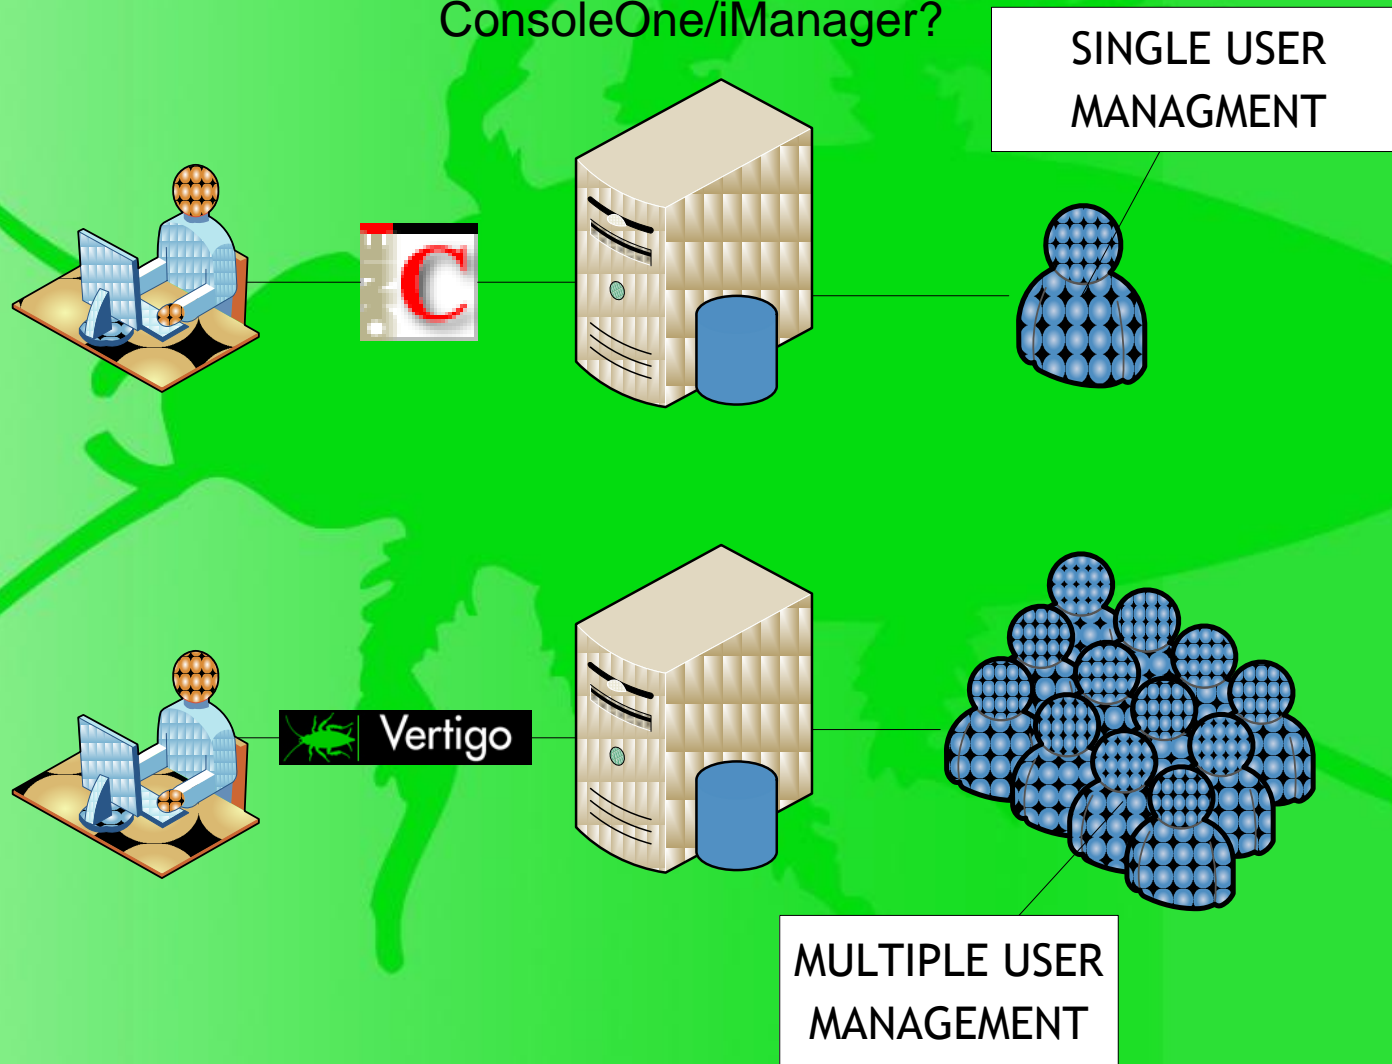 ConsoleOne/iManager?
SINGLE USER
MANAGMENT
C
Vertigo
MULTIPLE USER
MANAGEMENT